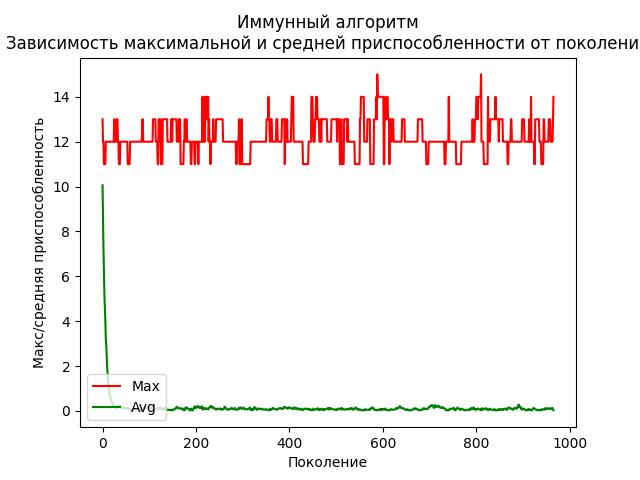 Иммунный алгоритм
Зависимость максимальной и средней приспособленности от поколени
Макс/средняя приспособленность
14
12
10
8
6
4
2
0
Max
Avg
0 200 400 600 800 1000
Поколение